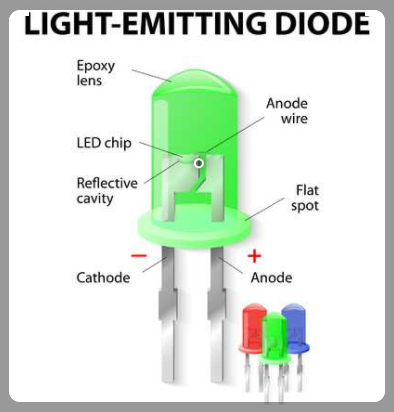 LIGHT-EMITTING DIODE
Epoxy
lens
Anode
wire
LED chip
Reflective
cavity
Flat
spot
− +
Cathode
Anode